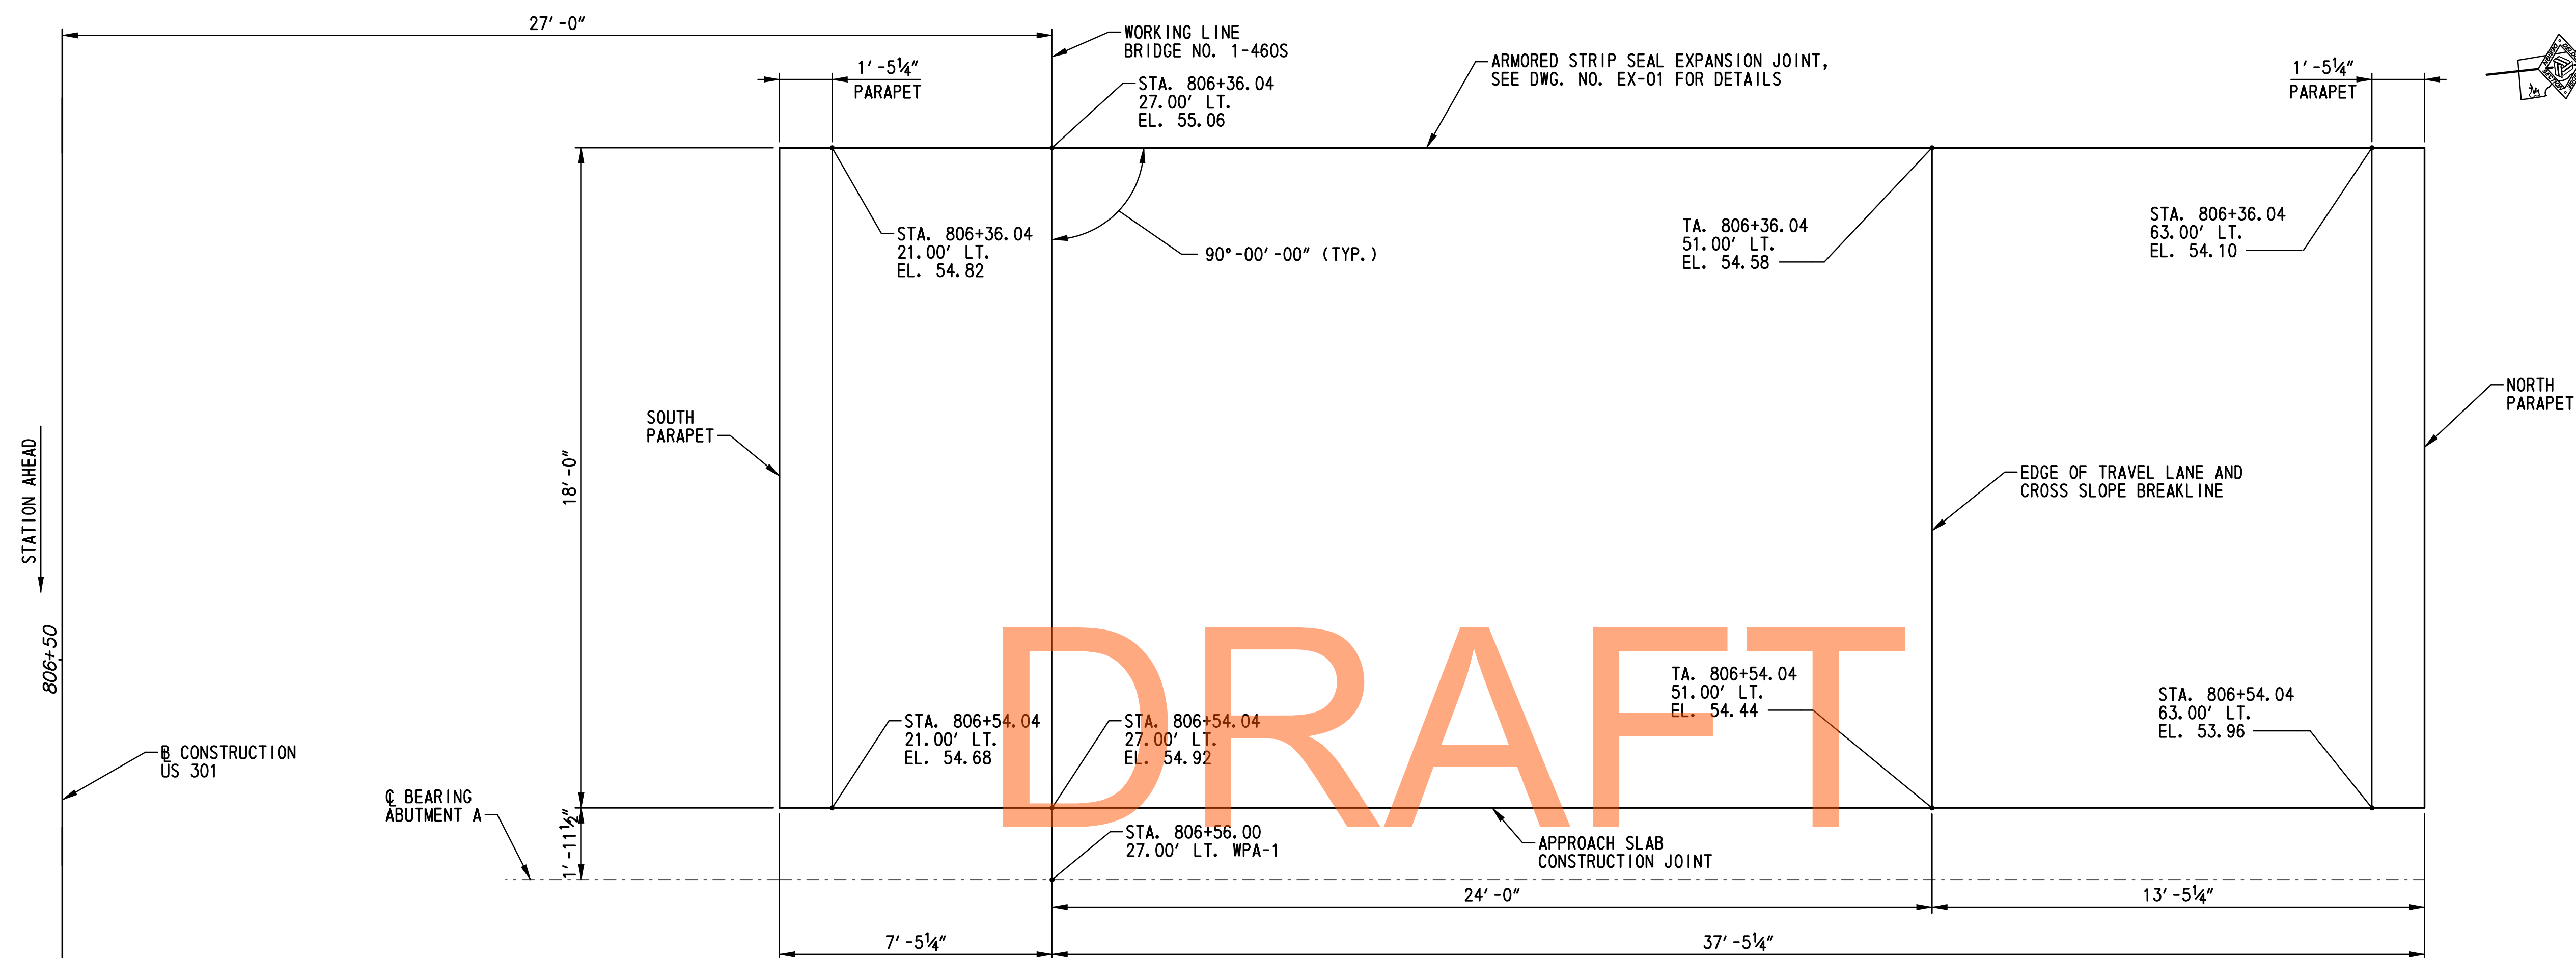 27'-0"
WORKING LINE
BRIDGE NO. 1-460S
1'-5¼"
PARAPET
STA. 806+36.04
27.00' LT.
EL. 55.06
ARMORED STRIP SEAL EXPANSION JOINT,
SEE DWG. NO. EX-01 FOR DETAILS
1'-5¼"
PARAPET
STA. 806+36.04
21.00' LT.
EL. 54.82
90°-00'-00" (TYP.)
TA. 806+36.04
51.00' LT.
EL. 54.58
STA. 806+36.04
63.00' LT.
EL. 54.10
SOUTH
PARAPET
NORTH
PARAPET
STATION AHEAD
18'-0"
EDGE OF TRAVEL LANE AND
CROSS SLOPE BREAKLINE
806+50
DRAFT
STA. 806+54.04
21.00' LT.
EL. 54.68
STA. 806+54.04
27.00' LT.
EL. 54.92
TA. 806+54.04
51.00' LT.
EL. 54.44
STA. 806+54.04
63.00' LT.
EL. 53.96
BL CONSTRUCTION
US 301
CL BEARING
ABUTMENT A
1'-11½"
STA. 806+56.00
27.00' LT. WPA-1
APPROACH SLAB
CONSTRUCTION JOINT
24'-0"
13'-5¼"
7'-5¼"
37'-5¼"